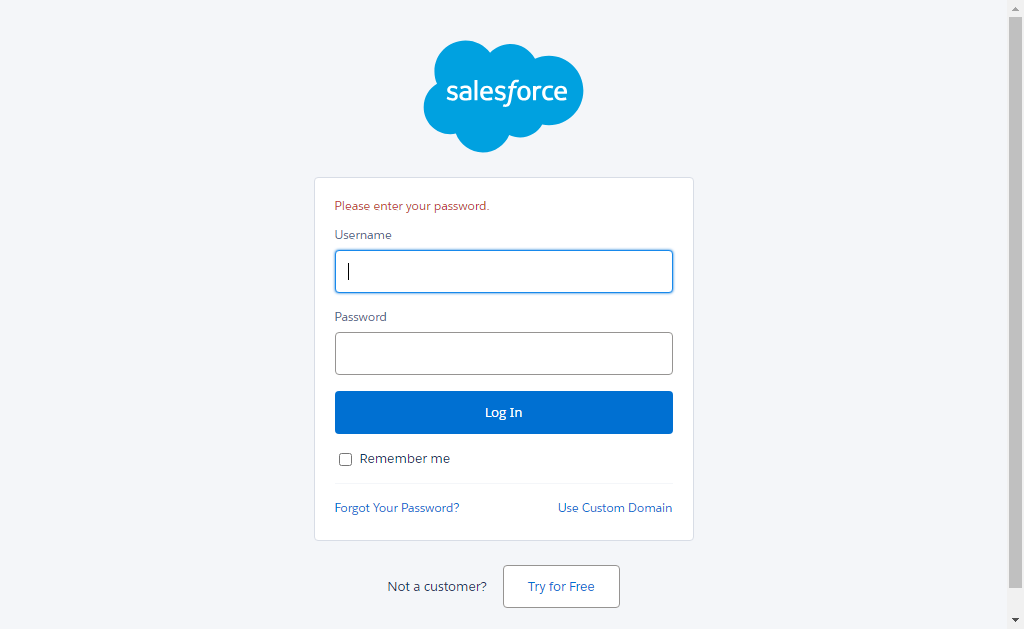 salesforce
Please enter your password.
Username
Password
Log In
Remember me
Forgot Your Password? Use Custom Domain
Not a customer? Try for Free